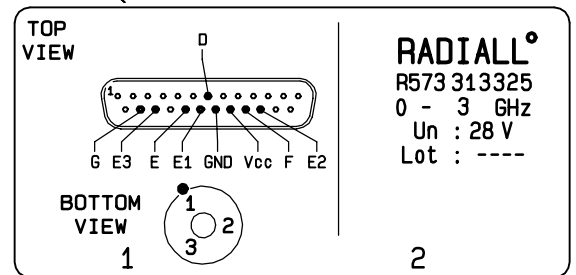 TOP
VIEW
D
1
G E3 E E1 GND Vcc F E2
BOTTOM
VIEW
1
2
3
1
RADIALL°
R573 313325
0 - 3 GHz
Un : 28 V
Lot : ----
2